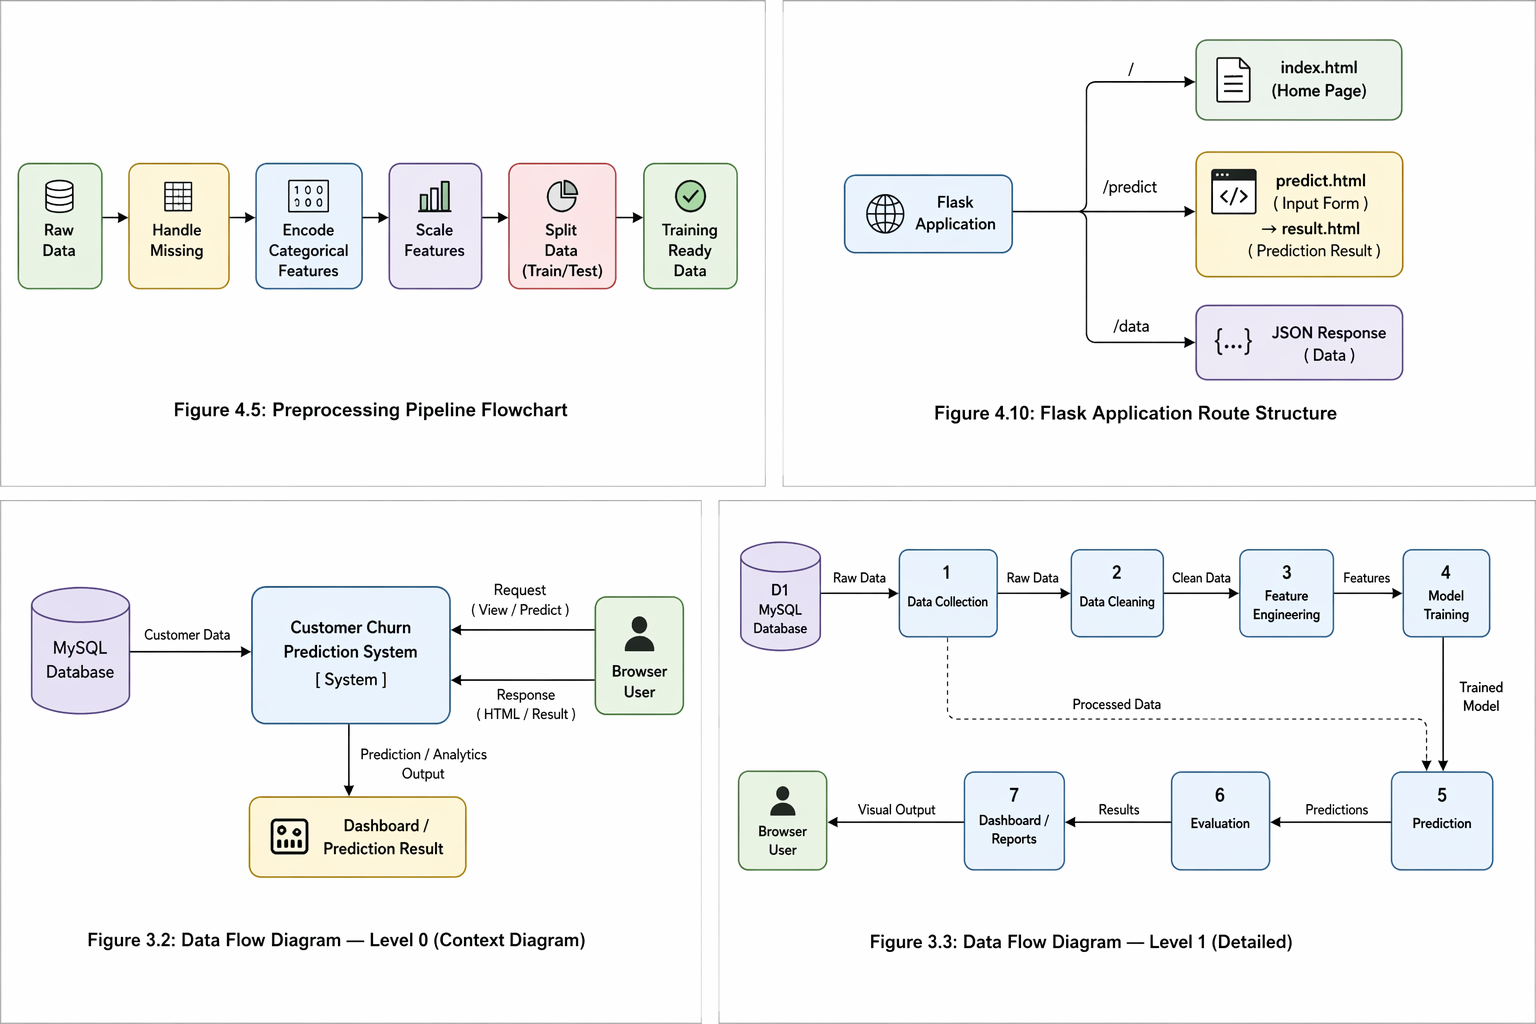 Raw
Data
Handle
Missing
1 0 0
0 0 0
Encode
Categorical
Features
Scale
Features
Split
Data
(Train/Test)
Training
Ready
Data
Figure 4.5: Preprocessing Pipeline Flowchart
Flask
Application
/
index.html
(Home Page)
/predict
</>
predict.html
( Input Form )
→ result.html
( Prediction Result )
/data
{...}
JSON Response
( Data )
Figure 4.10: Flask Application Route Structure
MySQL
Database
Customer Data
Customer Churn
Prediction System
[ System ]
Request
( View / Predict )
Response
( HTML / Result )
Browser
User
Prediction / Analytics
Output
Dashboard /
Prediction Result
Figure 3.2: Data Flow Diagram — Level 0 (Context Diagram)
D1
MySQL
Database
Raw Data
1
Data Collection
Raw Data
2
Data Cleaning
Clean Data
3
Feature
Engineering
Features
4
Model
Training
Processed Data
Trained
Model
Browser
User
Visual Output
7
Dashboard /
Reports
Results
6
Evaluation
Predictions
5
Prediction
Figure 3.3: Data Flow Diagram — Level 1 (Detailed)